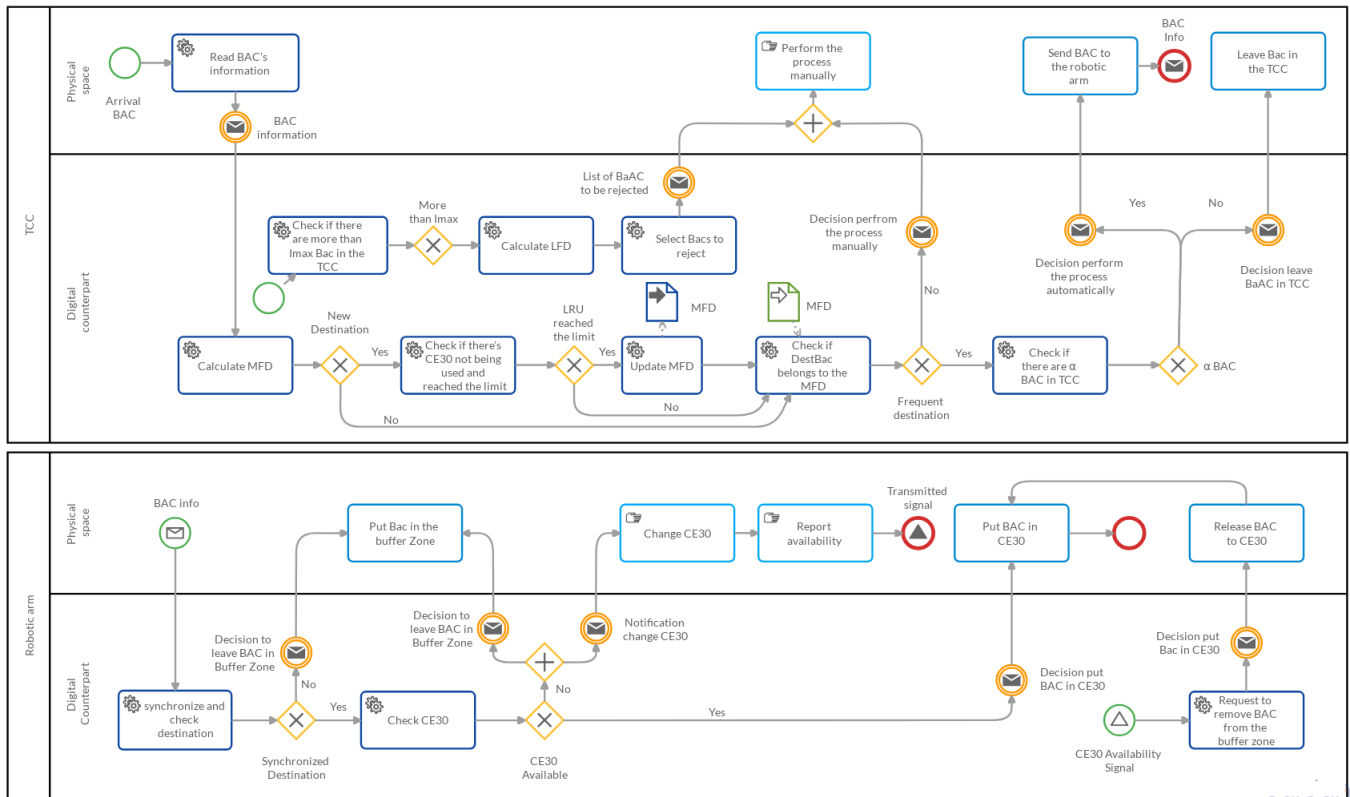 TCC
Physical
space
Arrival
BAC
Read BAC's
information
BAC
information
Perform the
process
manually
Send BAC to
the robotic
arm
BAC
Info
Leave Bac in
the TCC
Digital
counterpart
Check if there
are more than
Imax Bac in the
TCC
More
than Imax
Calculate LFD
Select Bacs to
reject
List of BaAC
to be rejected
Decision perfrom
the process
manually
No
Decision perform
the process
automatically
Yes
No
Decision leave
BaAC in TCC
Calculate MFD
New
Destination
Yes
No
Check if there's
CE30 not being
used and
reached the limit
LRU
reached
the limit
Yes
No
Update MFD
MFD
MFD
Check if
DestBac
belongs to the
MFD
Frequent
destination
Yes
Check if
there are α
BAC in TCC
α BAC
Robotic arm
Physical
space
BAC info
Put Bac in the
buffer Zone
Change CE30
Report
availability
Transmitted
signal
Put BAC in
CE30
Release BAC
to CE30
Digital
Counterpart
synchronize and
check
destination
Decision to
leave BAC in
Buffer Zone
No
Yes
Synchronized
Destination
Check CE30
Decision to
leave BAC in
Buffer Zone
Notification
change CE30
No
CE30
Available
Yes
Decision put
BAC in CE30
Decision put
Bac in CE30
CE30 Availability
Signal
Request to
remove BAC
from the
buffer zone